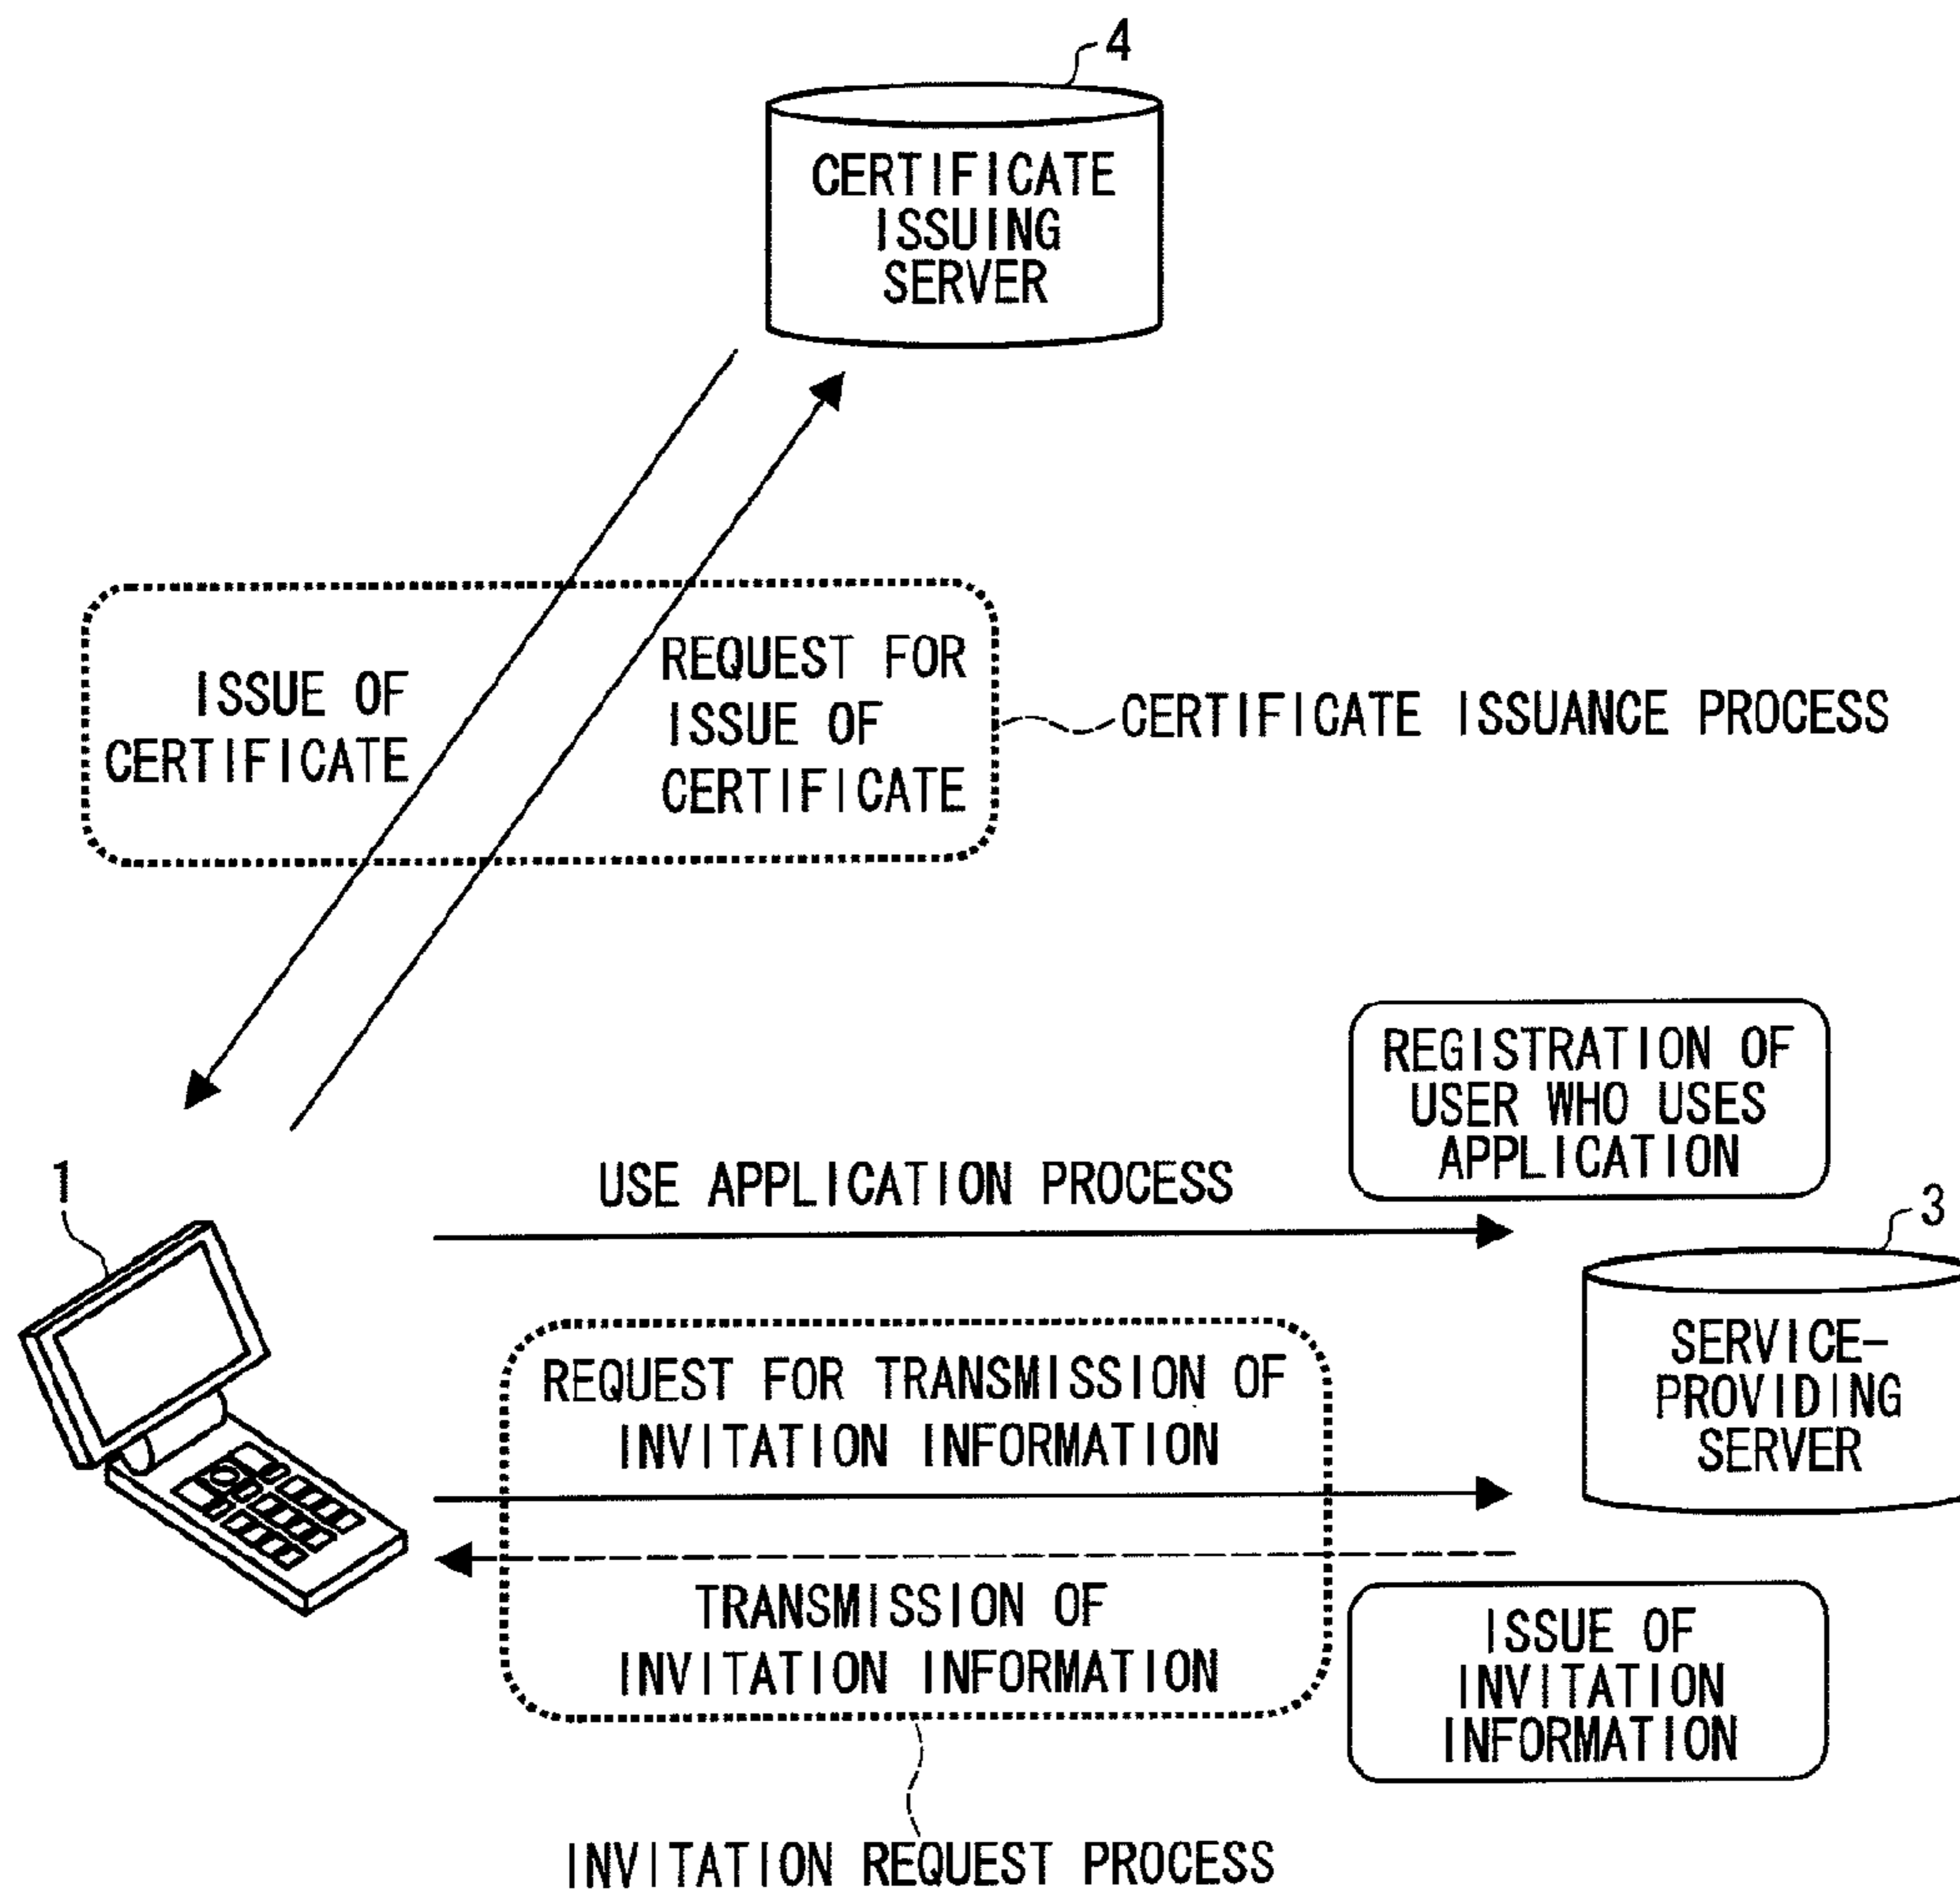 4
CERTIFICATE
ISSUING
SERVER
ISSUE OF
CERTIFICATE
REQUEST FOR
ISSUE OF
CERTIFICATE
CERTIFICATE ISSUANCE PROCESS
REGISTRATION OF
USER WHO USES
APPLICATION
1
USE APPLICATION PROCESS
3
SERVICE-
PROVIDING
SERVER
REQUEST FOR TRANSMISSION OF
INVITATION INFORMATION
TRANSMISSION OF
INVITATION INFORMATION
ISSUE OF
INVITATION
INFORMATION
INVITATION REQUEST PROCESS